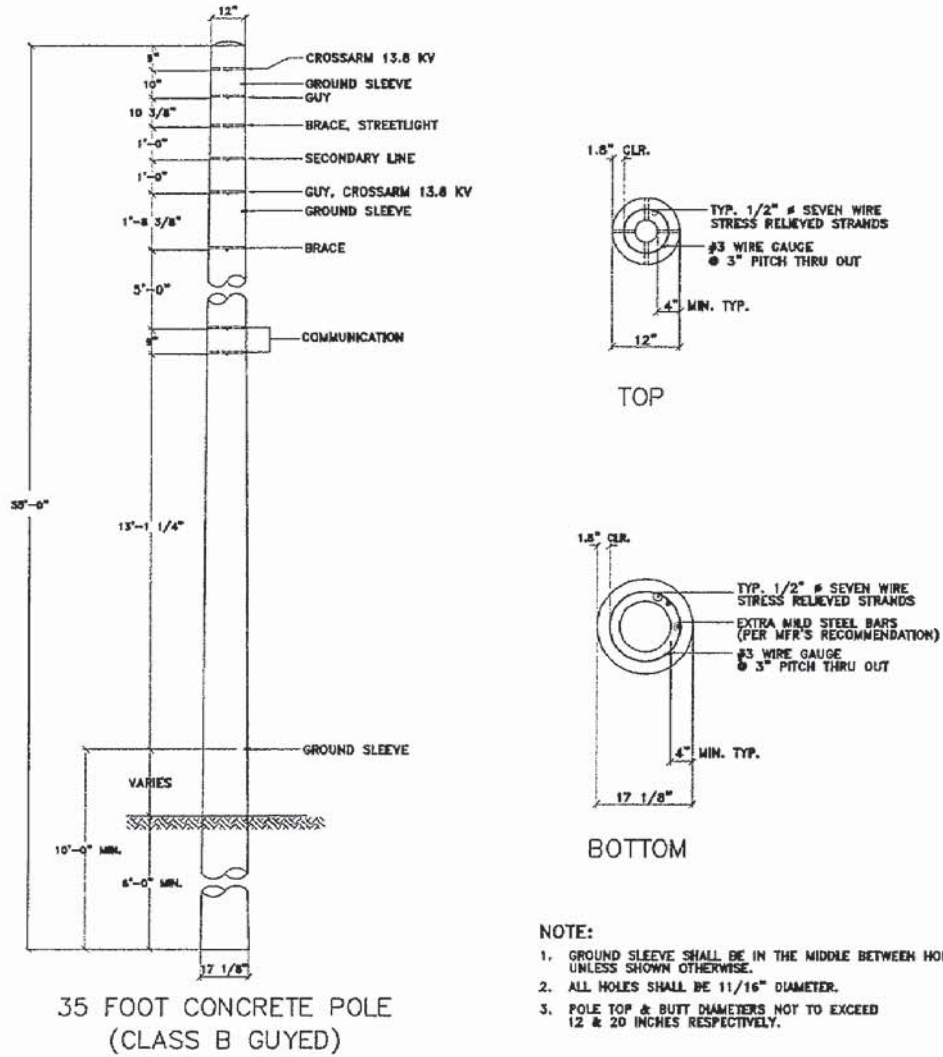 12"
9"
CROSSARM 13.8 KV
10"
GROUND SLEEVE
GUY
10 3/8"
BRACE, STREETLIGHT
1'-0"
SECONDARY LINE
1'-0"
GUY, CROSSARM 13.8 KV
GROUND SLEEVE
1'-8 3/8"
BRACE
5'-0"
COMMUNICATION
9"
35'-0"
13'-1 1/4"
GROUND SLEEVE
VARIES
10'-0" MIN.
6'-0" MIN.
17 1/8"
35 FOOT CONCRETE POLE
(CLASS B GUYED)
1.8" CLR.
TYP. 1/2" ø SEVEN WIRE
STRESS RELIEVED STRANDS
#3 WIRE GAUGE
@ 3" PITCH THRU OUT
4" MIN. TYP.
12"
TOP
1.8" CLR.
TYP. 1/2" ø SEVEN WIRE
STRESS RELIEVED STRANDS
EXTRA MILD STEEL BARS
(PER MFR'S RECOMMENDATION)
#3 WIRE GAUGE
@ 3" PITCH THRU OUT
4" MIN. TYP.
17 1/8"
BOTTOM
NOTE:
1. GROUND SLEEVE SHALL BE IN THE MIDDLE BETWEEN
UNLESS SHOWN OTHERWISE.
2. ALL HOLES SHALL BE 11/16" DIAMETER.
3. POLE TOP & BUTT DIAMETERS NOT TO EXCEED
12 & 20 INCHES RESPECTIVELY.